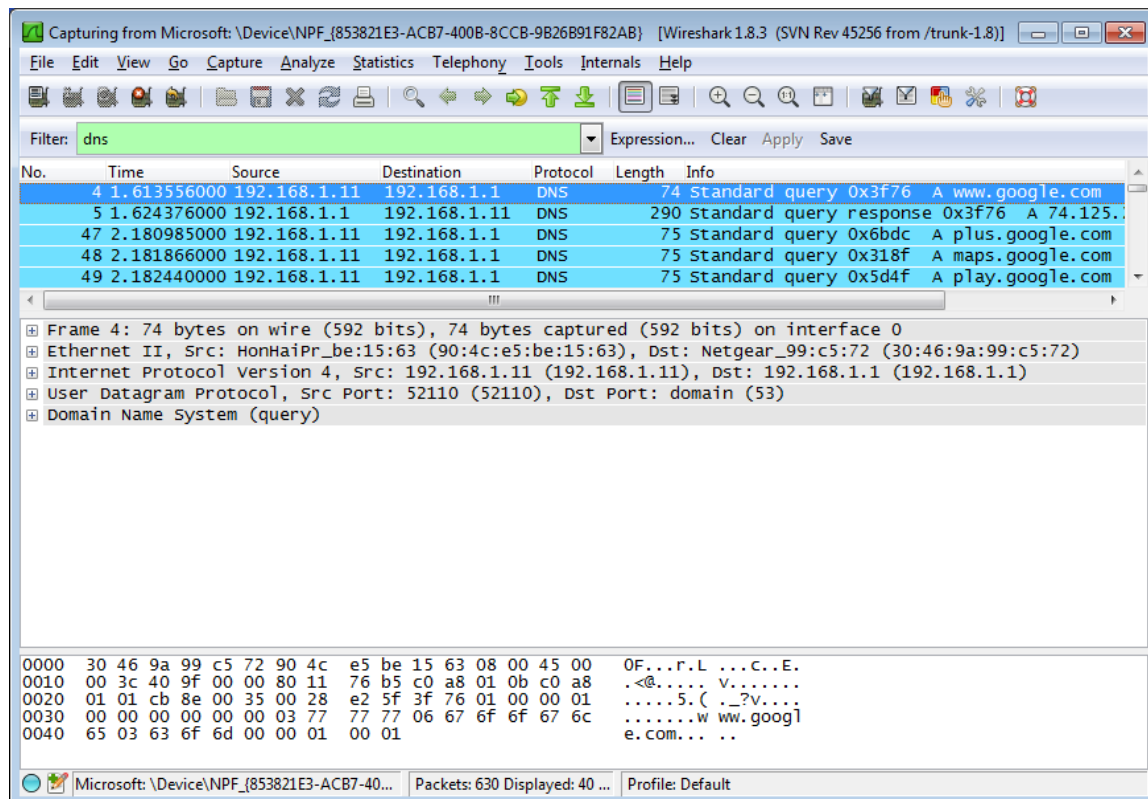 Capturing from Microsoft: \Device\NPF_{853821E3-ACB7-400B-8CCB-9B26B91F82AB} [Wireshark 1.8.3 (SVN Rev 45256 from /trunk-1.8)]
File Edit View Go Capture Analyze Statistics Telephony Tools Internals Help
Filter: dns Expression... Clear Apply Save
No. Time Source Destination Protocol Length Info
4 1.613556000 192.168.1.11 192.168.1.1 DNS 74 Standard query 0x3f76 A www.google.com
5 1.624376000 192.168.1.1 192.168.1.11 DNS 290 Standard query response 0x3f76 A 74.125.
47 2.180985000 192.168.1.11 192.168.1.1 DNS 75 Standard query 0x6bdc A plus.google.com
48 2.181866000 192.168.1.11 192.168.1.1 DNS 75 Standard query 0x318f A maps.google.com
49 2.182440000 192.168.1.11 192.168.1.1 DNS 75 Standard query 0x5d4f A play.google.com
Frame 4: 74 bytes on wire (592 bits), 74 bytes captured (592 bits) on interface 0
Ethernet II, Src: HonHaiPr_be:15:63 (90:4c:e5:be:15:63), Dst: Netgear_99:c5:72 (30:46:9a:99:c5:72)
Internet Protocol Version 4, Src: 192.168.1.11 (192.168.1.11), Dst: 192.168.1.1 (192.168.1.1)
User Datagram Protocol, Src Port: 52110 (52110), Dst Port: domain (53)
Domain Name System (query)
0000 30 46 9a 99 c5 72 90 4c e5 be 15 63 08 00 45 00 0F...r.L ...c..E.
0010 00 3c 40 9f 00 00 80 11 76 b5 c0 a8 01 0b c0 a8 .<@..... v.......
0020 01 01 cb 8e 00 35 00 28 e2 5f 3f 76 01 00 00 01 .....5.( ._?v....
0030 00 00 00 00 00 00 03 77 77 77 06 67 6f 6f 67 6c .......w ww.googl
0040 65 03 63 6f 6d 00 00 01 00 01 e.com... ..
Microsoft: \Device\NPF_{853821E3-ACB7-40... Packets: 630 Displayed: 40 ... Profile: Default